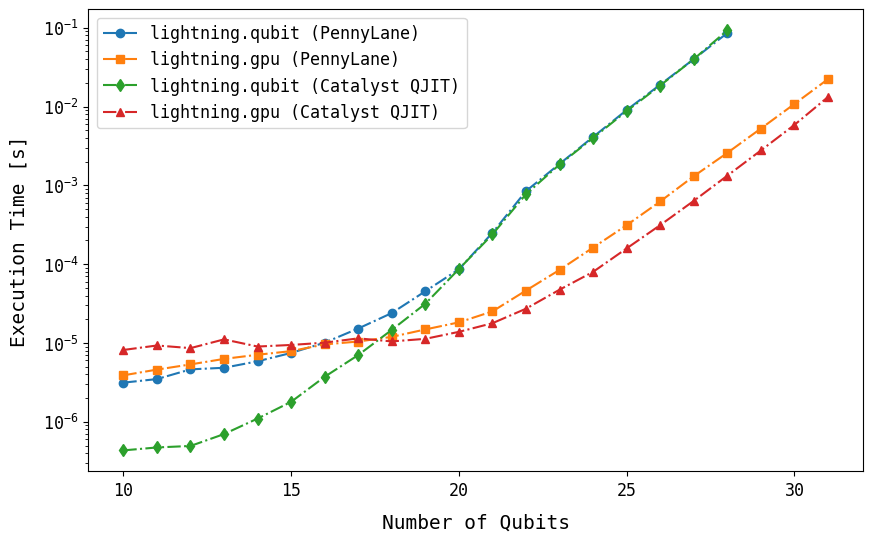 lightning.qubit (PennyLane)
lightning.gpu (PennyLane)
lightning.qubit (Catalyst QJIT)
lightning.gpu (Catalyst QJIT)
Execution Time [s]
10⁻¹
10⁻²
10⁻³
10⁻⁴
10⁻⁵
10⁻⁶
10 15 20 25 30
Number of Qubits